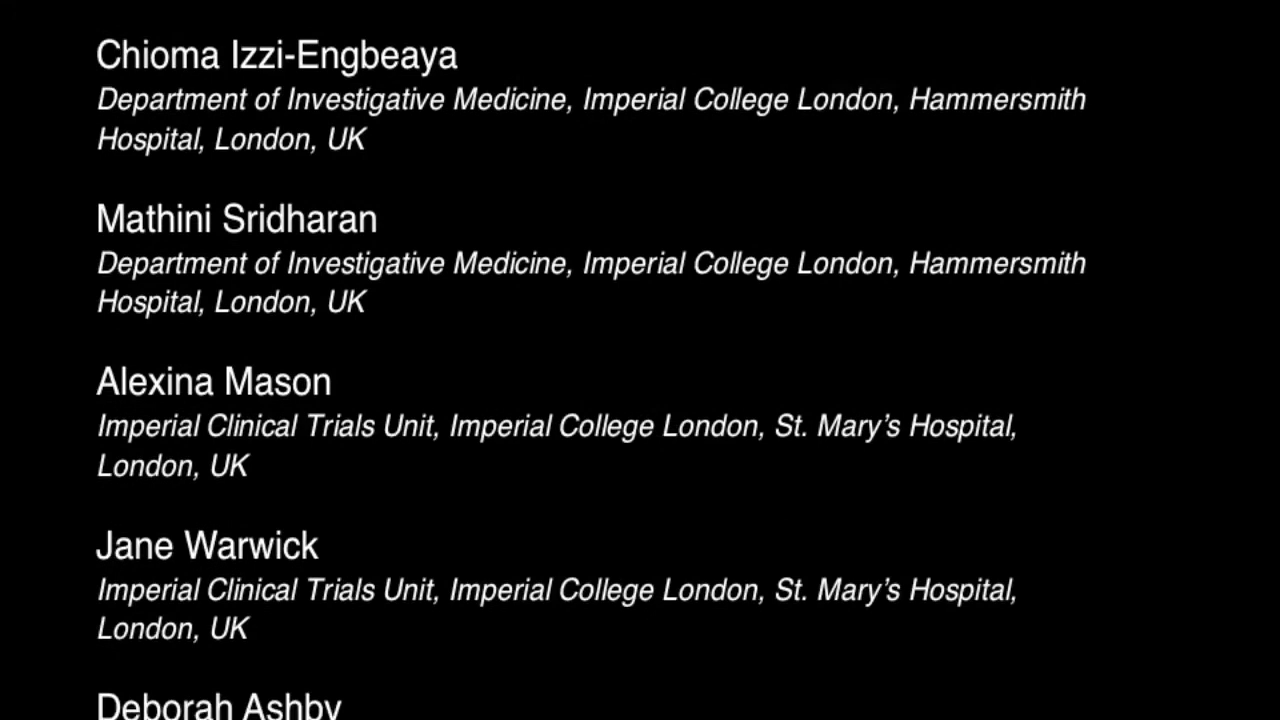 Chioma Izzi-Engbeaya
Department of Investigative Medicine, Imperial College London, Hammersmith
Hospital, London, UK
Mathini Sridharan
Department of Investigative Medicine, Imperial College London, Hammersmith
Hospital, London, UK
Alexina Mason
Imperial Clinical Trials Unit, Imperial College London, St. Mary’s Hospital,
London, UK
Jane Warwick
Imperial Clinical Trials Unit, Imperial College London, St. Mary’s Hospital,
London, UK
Deborah Ashby